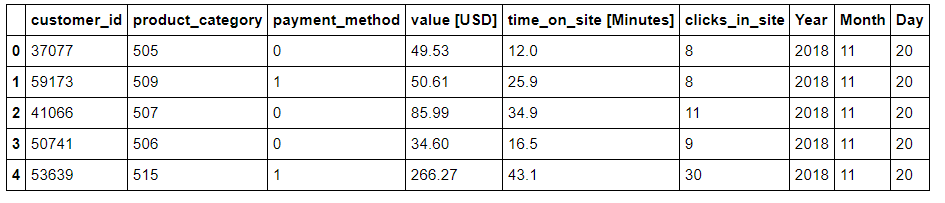 customer_id product_category payment_method value [USD] time_on_site [Minutes] clicks_in_site Year Month Day
0 37077 505 0 49.53 12.0 8 2018 11 20
1 59173 509 1 50.61 25.9 8 2018 11 20
2 41066 507 0 85.99 34.9 11 2018 11 20
3 50741 506 0 34.60 16.5 9 2018 11 20
4 53639 515 1 266.27 43.1 30 2018 11 20